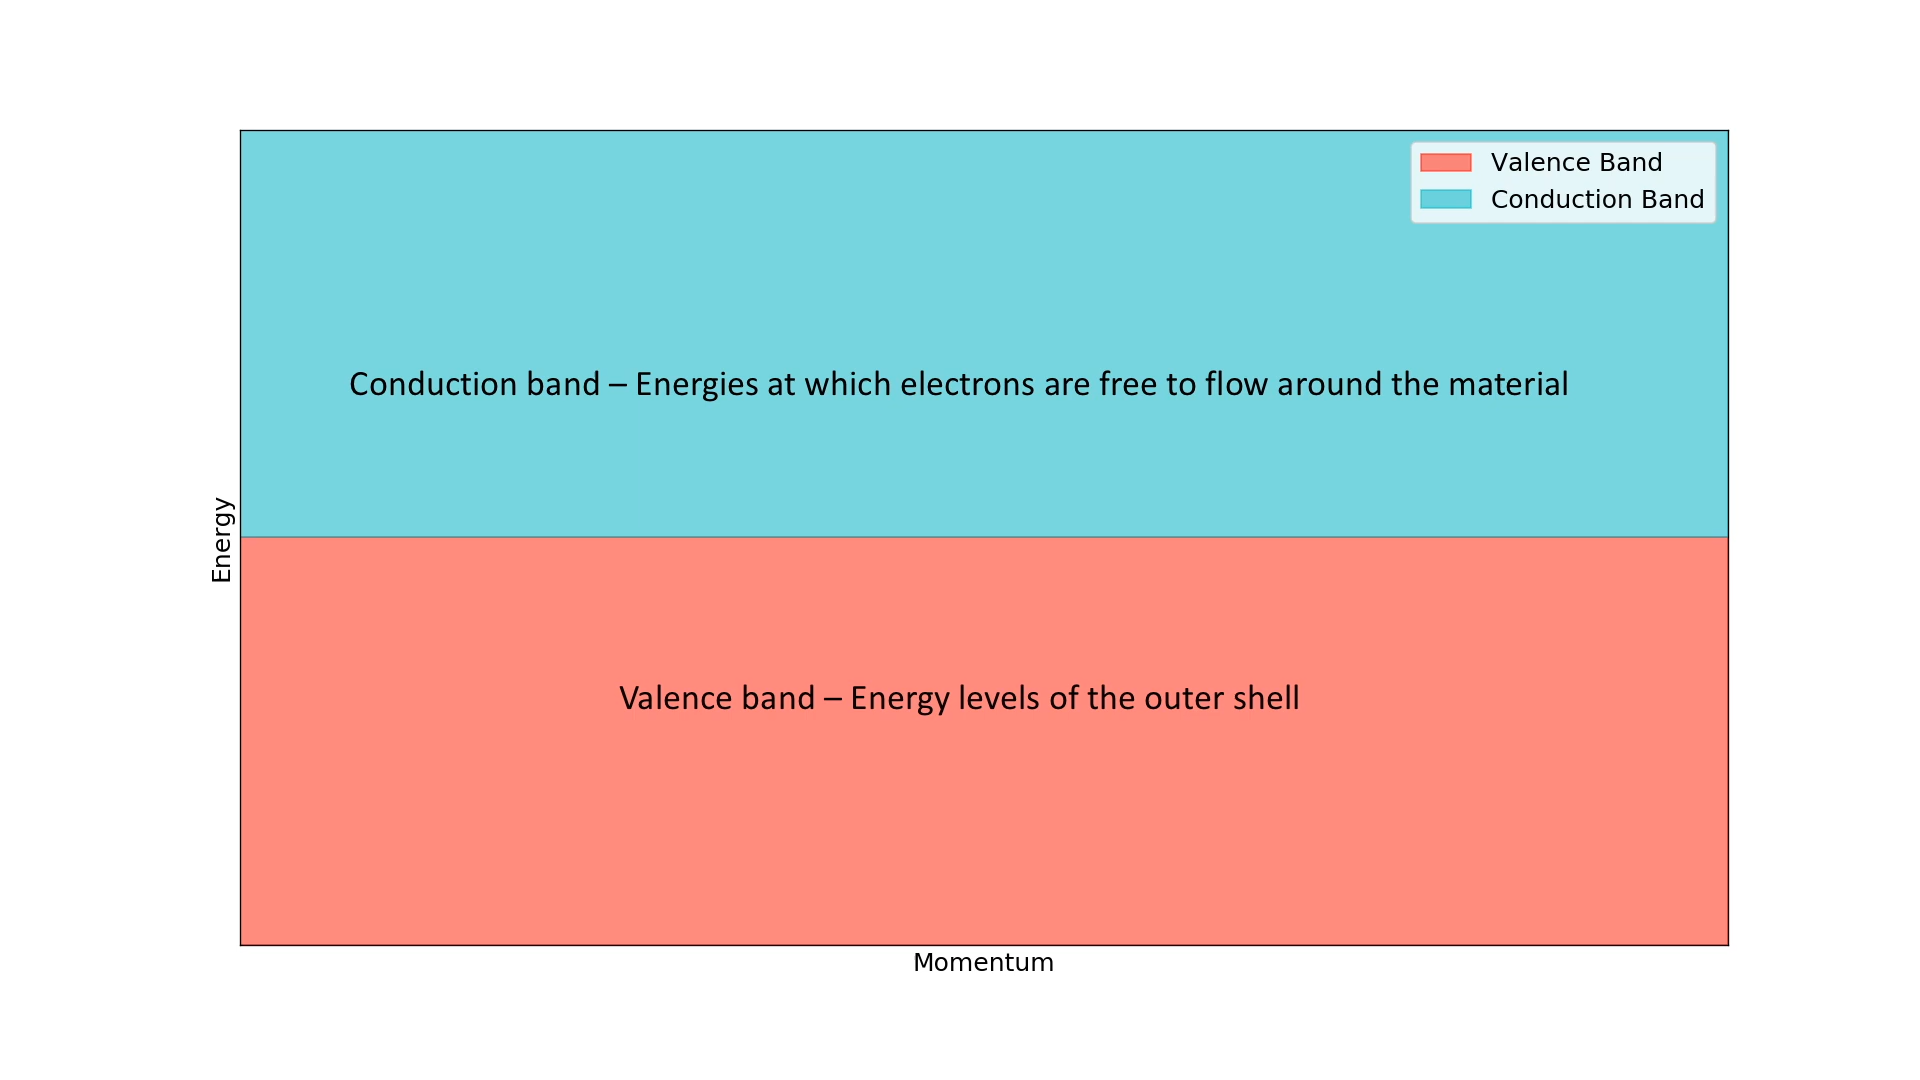 Valence Band
Conduction Band
Conduction band – Energies at which electrons are free to flow around the material
Energy
Valence band – Energy levels of the outer shell
Momentum